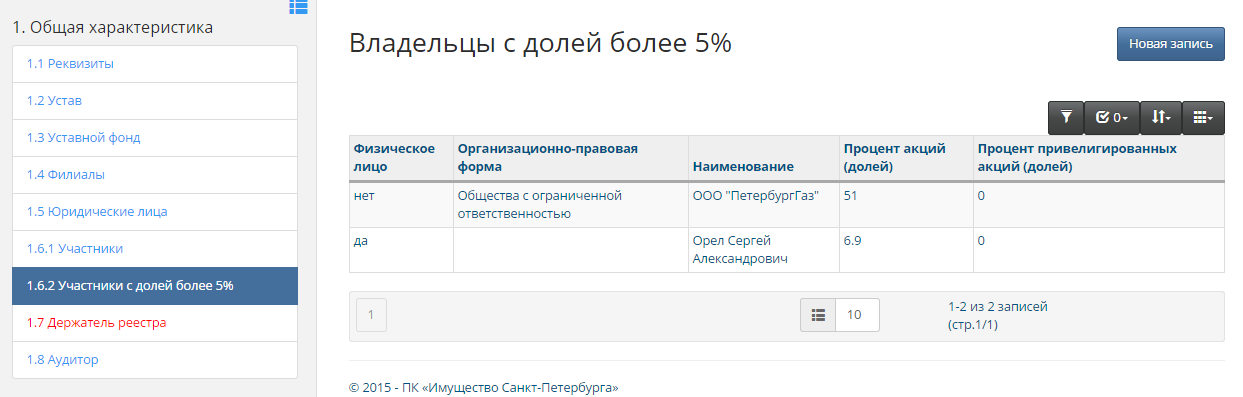 1. Общая характеристика
1.1 Реквизиты
1.2 Устав
1.3 Уставной фонд
1.4 Филиалы
1.5 Юридические лица
1.6.1 Участники
1.6.2 Участники с долей более 5%
1.7 Держатель реестра
1.8 Аудитор
Владельцы с долей более 5%
Новая запись
0
Физическое
лицо
Организационно-правовая
форма
Наименование
Процент акций
(долей)
Процент привелигированных
акций (долей)
нет
Общества с ограниченной
ответственностью
ООО "ПетербургГаз"
51
0
да
Орел Сергей
Александрович
6.9
0
1
10
1-2 из 2 записей
(стр.1/1)
© 2015 - ПК «Имущество Санкт-Петербурга»